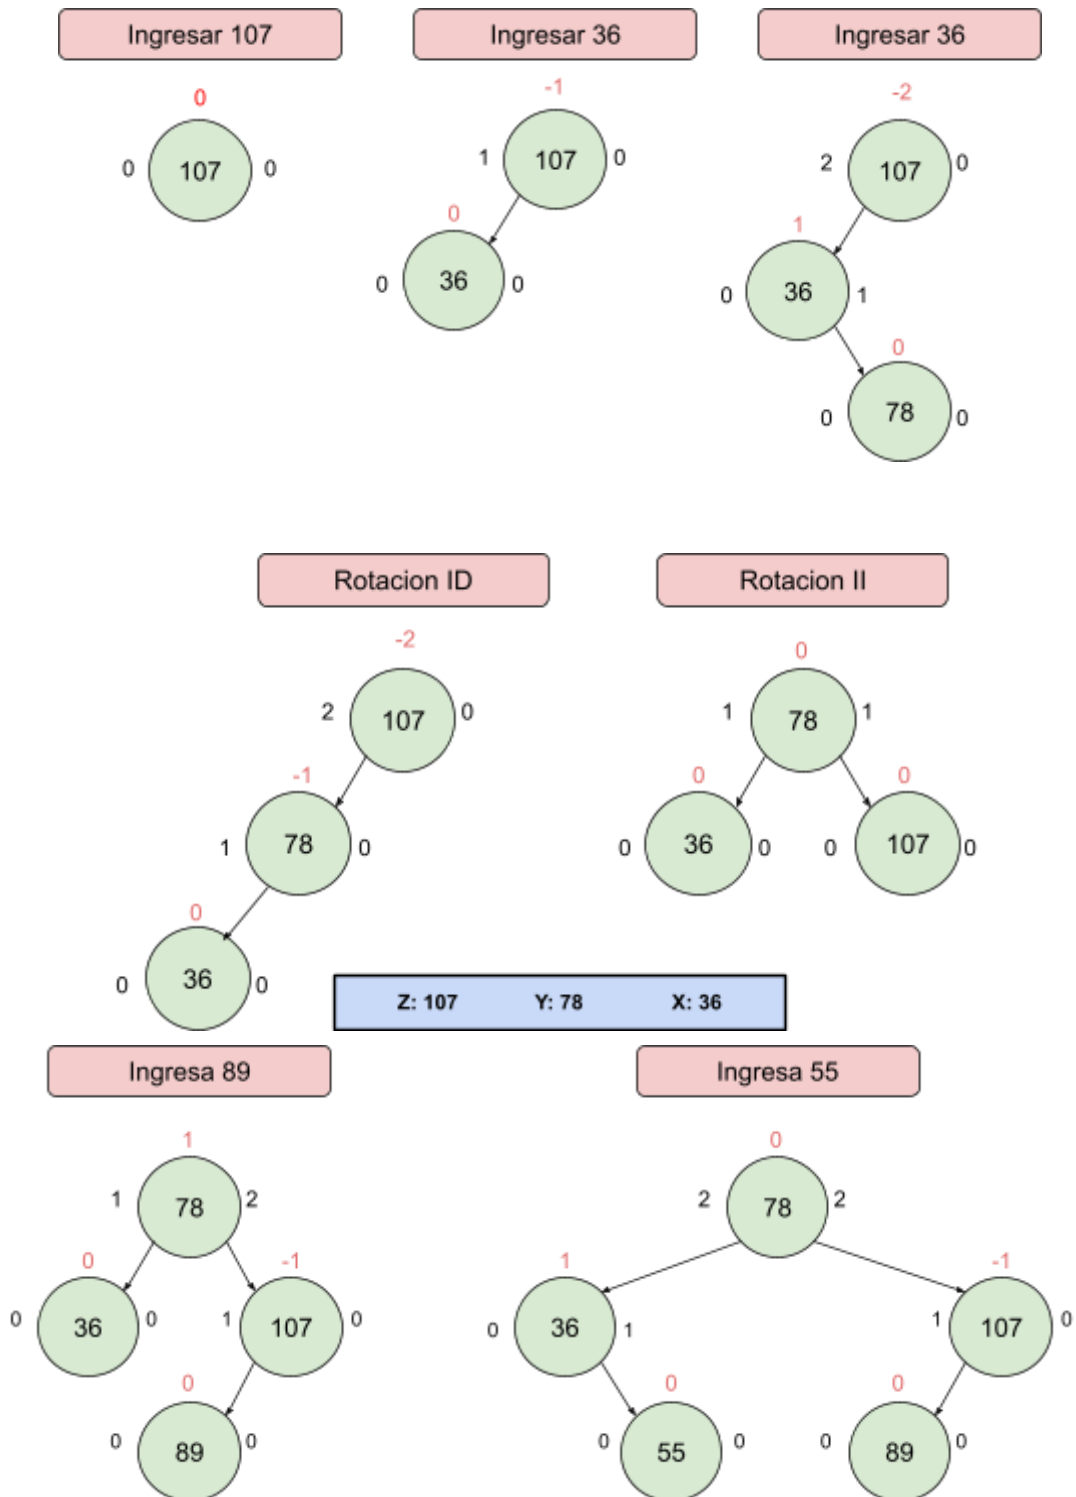 Ingresar 107 Ingresar 36 Ingresar 36
0 -1 -2
0 107 0 1 107 0 2 107 0
0 1
0 36 0 0 36 1
0
0 78 0
Rotacion ID Rotacion II
-2 0
2 107 0 1 78 1
-1 0 0
1 78 0 0 36 0 0 107 0
0
0 36 0
Z: 107 Y: 78 X: 36
Ingresa 89 Ingresa 55
1 0
1 78 2 2 78 2
0 -1 1 -1
0 36 0 1 107 0 0 36 1 1 107 0
0 0 0
0 89 0 0 55 0 0 89 0